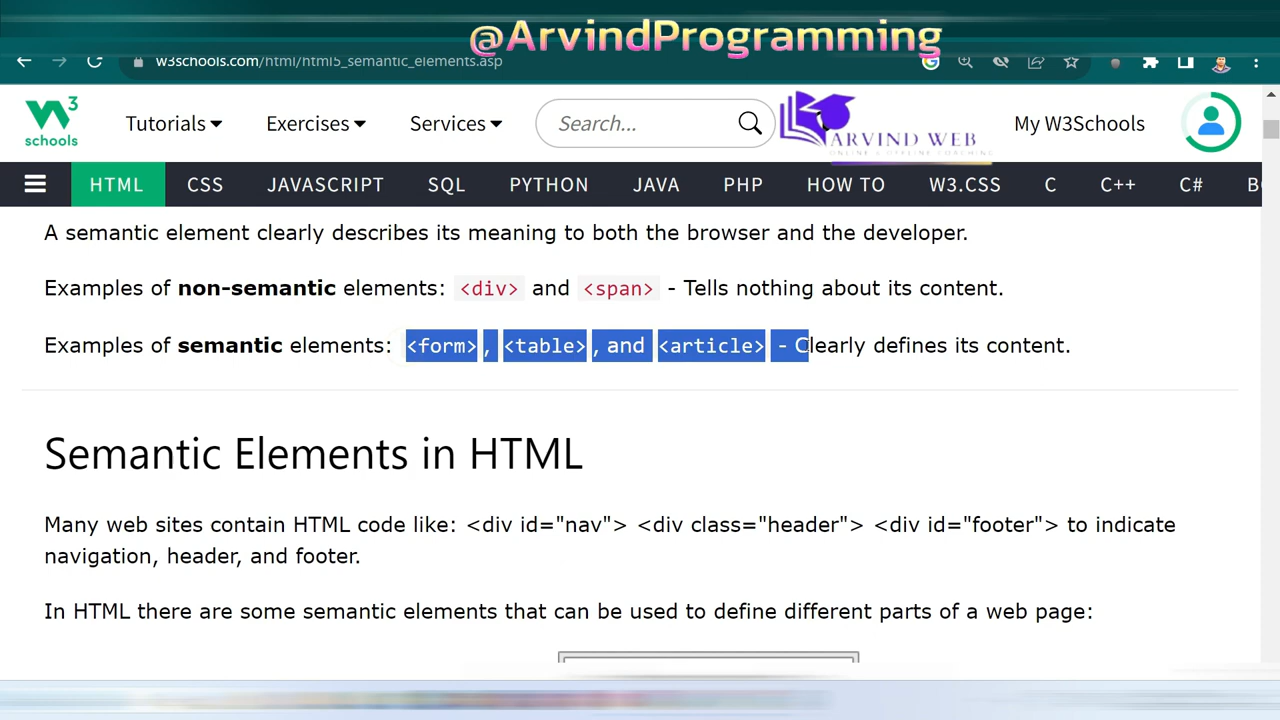 @ArvindProgramming
w3schools.com/html/html5_semantic_elements.asp
W3 schools
Tutorials
Exercises
Services
Search...
ARVIND WEB
My W3Schools
HTML CSS JAVASCRIPT SQL PYTHON JAVA PHP HOW TO W3.CSS C C++ C#
A semantic element clearly describes its meaning to both the browser and the developer.
Examples of non-semantic elements: <div> and <span> - Tells nothing about its content.
Examples of semantic elements: <form>, <table>, and <article> - Clearly defines its content.
Semantic Elements in HTML
Many web sites contain HTML code like: <div id="nav"> <div class="header"> <div id="footer"> to indicate
navigation, header, and footer.
In HTML there are some semantic elements that can be used to define different parts of a web page: